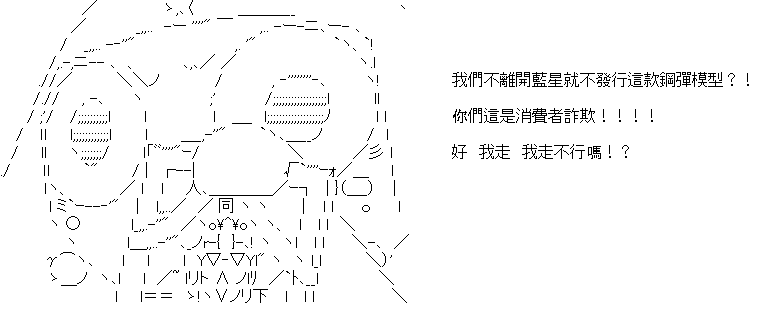 我們不離開藍星就不發行這款鋼彈模型？！
你們這是消費者詐欺！！！！
好　我走　我走不行嗎！？